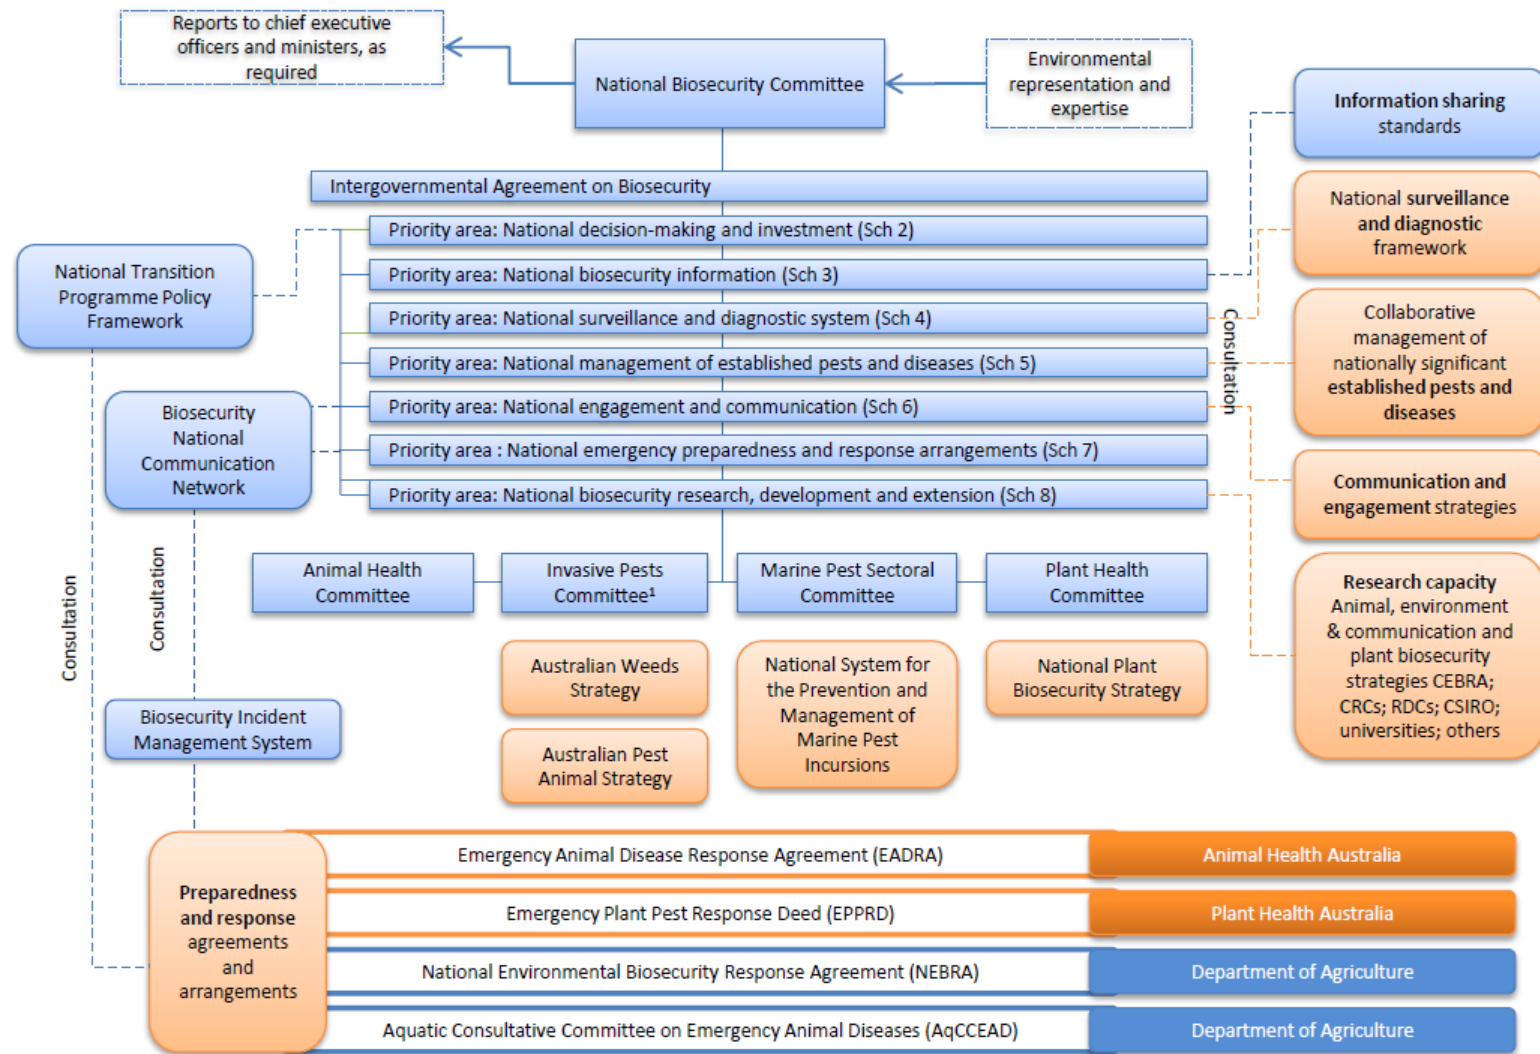 Reports to chief executive
officers and ministers, as
required
National Biosecurity Committee
Environmental
representation and
expertise
Information sharing
standards
Intergovernmental Agreement on Biosecurity
Priority area: National decision-making and investment (Sch 2)
Priority area: National biosecurity information (Sch 3)
Priority area: National surveillance and diagnostic system (Sch 4)
Priority area: National management of established pests and diseases (Sch 5)
Priority area: National engagement and communication (Sch 6)
Priority area : National emergency preparedness and response arrangements (Sch 7)
Priority area: National biosecurity research, development and extension (Sch 8)
National Transition
Programme Policy
Framework
Biosecurity
National
Communication
Network
Consultation
Consultation
Consultation
National surveillance
and diagnostic
framework
Collaborative
management of
nationally significant
established pests and
diseases
Communication and
engagement strategies
Research capacity
Animal, environment
& communication and
plant biosecurity
strategies CEBRA;
CRCs; RDCs; CSIRO;
universities; others
Animal Health
Committee
Invasive Pests
Committee¹
Marine Pest Sectoral
Committee
Plant Health
Committee
Australian Weeds
Strategy
Australian Pest
Animal Strategy
National System for
the Prevention and
Management of
Marine Pest
Incursions
National Plant
Biosecurity Strategy
Biosecurity Incident
Management System
Preparedness
and response
agreements
and
arrangements
Emergency Animal Disease Response Agreement (EADRA)
Animal Health Australia
Emergency Plant Pest Response Deed (EPPRD)
Plant Health Australia
National Environmental Biosecurity Response Agreement (NEBRA)
Department of Agriculture
Aquatic Consultative Committee on Emergency Animal Diseases (AqCCEAD)
Department of Agriculture